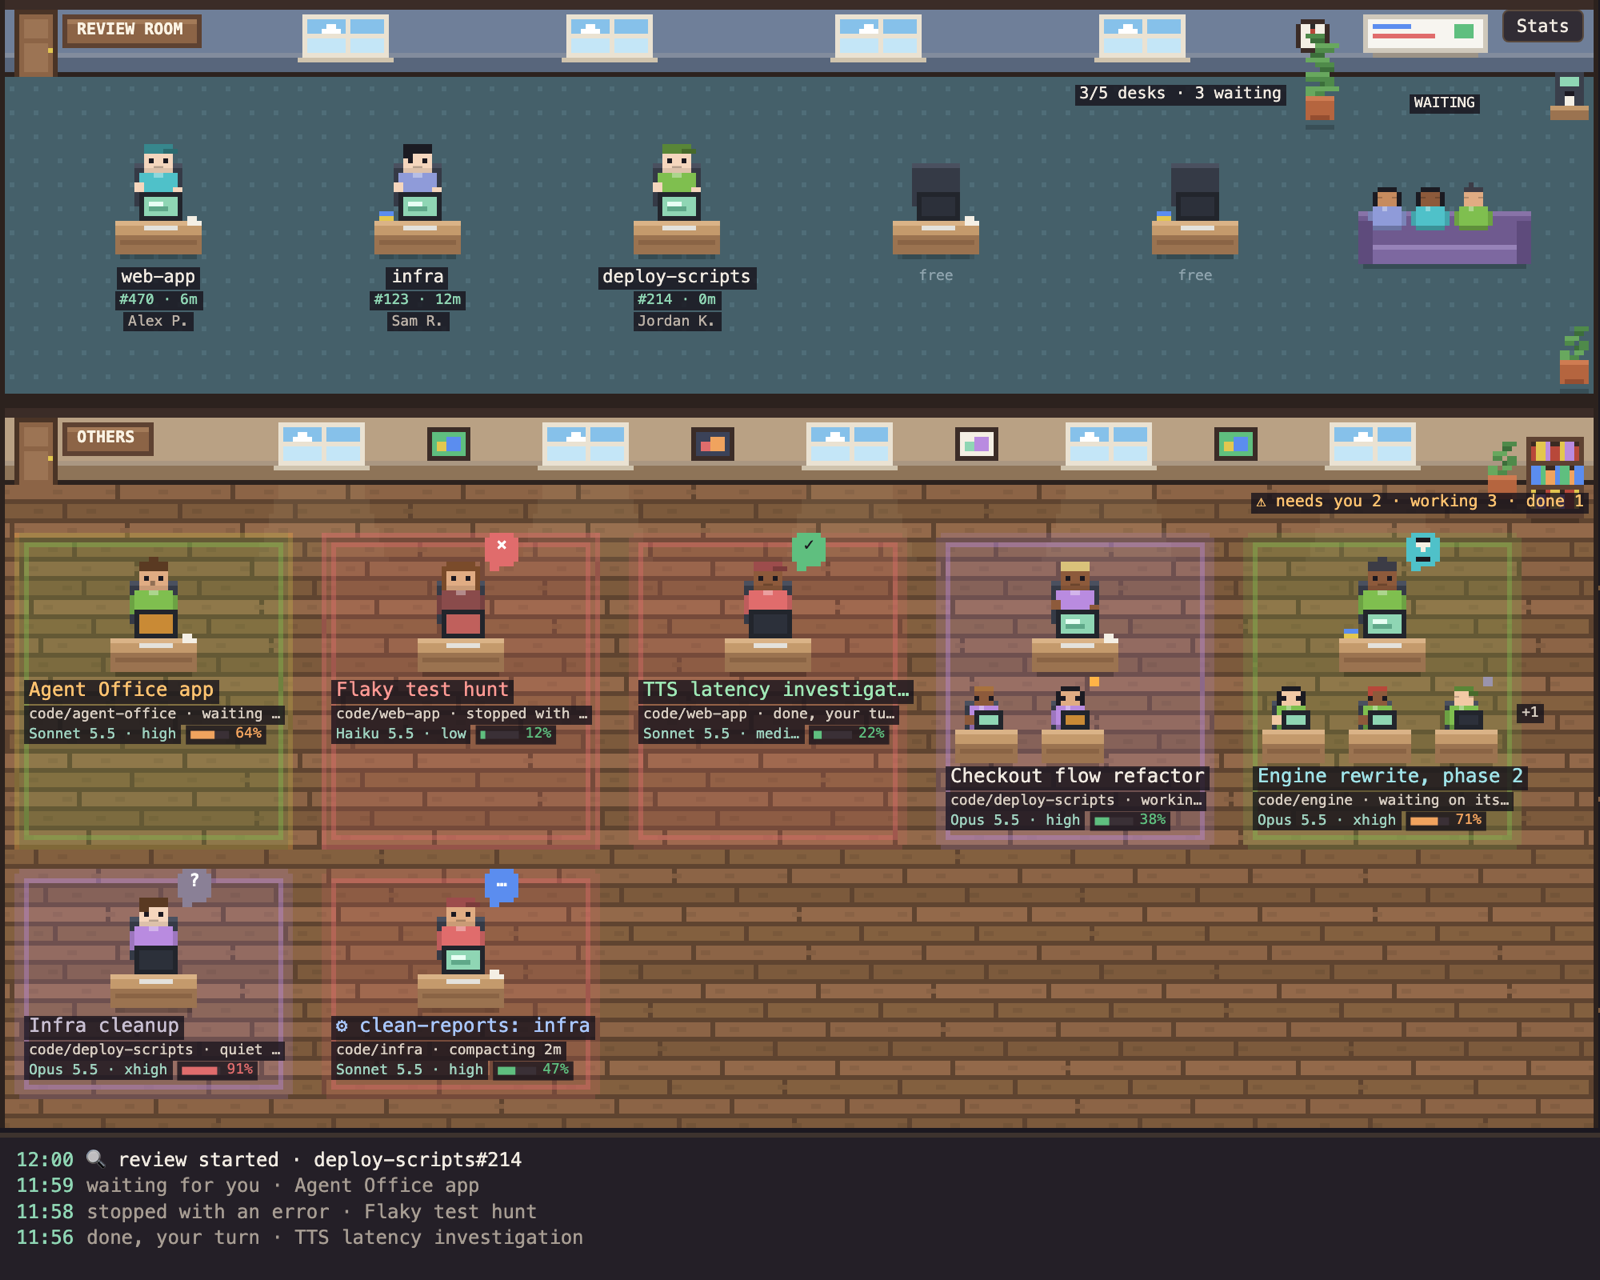 REVIEW ROOM
Stats
3/5 desks · 3 waiting
WAITING
web-app
#470 · 6m
Alex P.
infra
#123 · 12m
Sam R.
deploy-scripts
#214 · 0m
Jordan K.
free
free
OTHERS
⚠ needs you 2 · working 3 · done 1
Agent Office app
code/agent-office · waiting …
Sonnet 5.5 · high 64%
×
Flaky test hunt
code/web-app · stopped with …
Haiku 5.5 · low 12%
✓
TTS latency investigat…
code/web-app · done, your tu…
Sonnet 5.5 · medi… 22%
Checkout flow refactor
code/deploy-scripts · workin…
Opus 5.5 · high 38%
+1
Engine rewrite, phase 2
code/engine · waiting on its…
Opus 5.5 · xhigh 71%
?
Infra cleanup
code/deploy-scripts · quiet …
Opus 5.5 · xhigh 91%
…
⚙ clean-reports: infra
code/infra · compacting 2m
Sonnet 5.5 · high 47%
12:00 🔍 review started · deploy-scripts#214
11:59 waiting for you · Agent Office app
11:58 stopped with an error · Flaky test hunt
11:56 done, your turn · TTS latency investigation